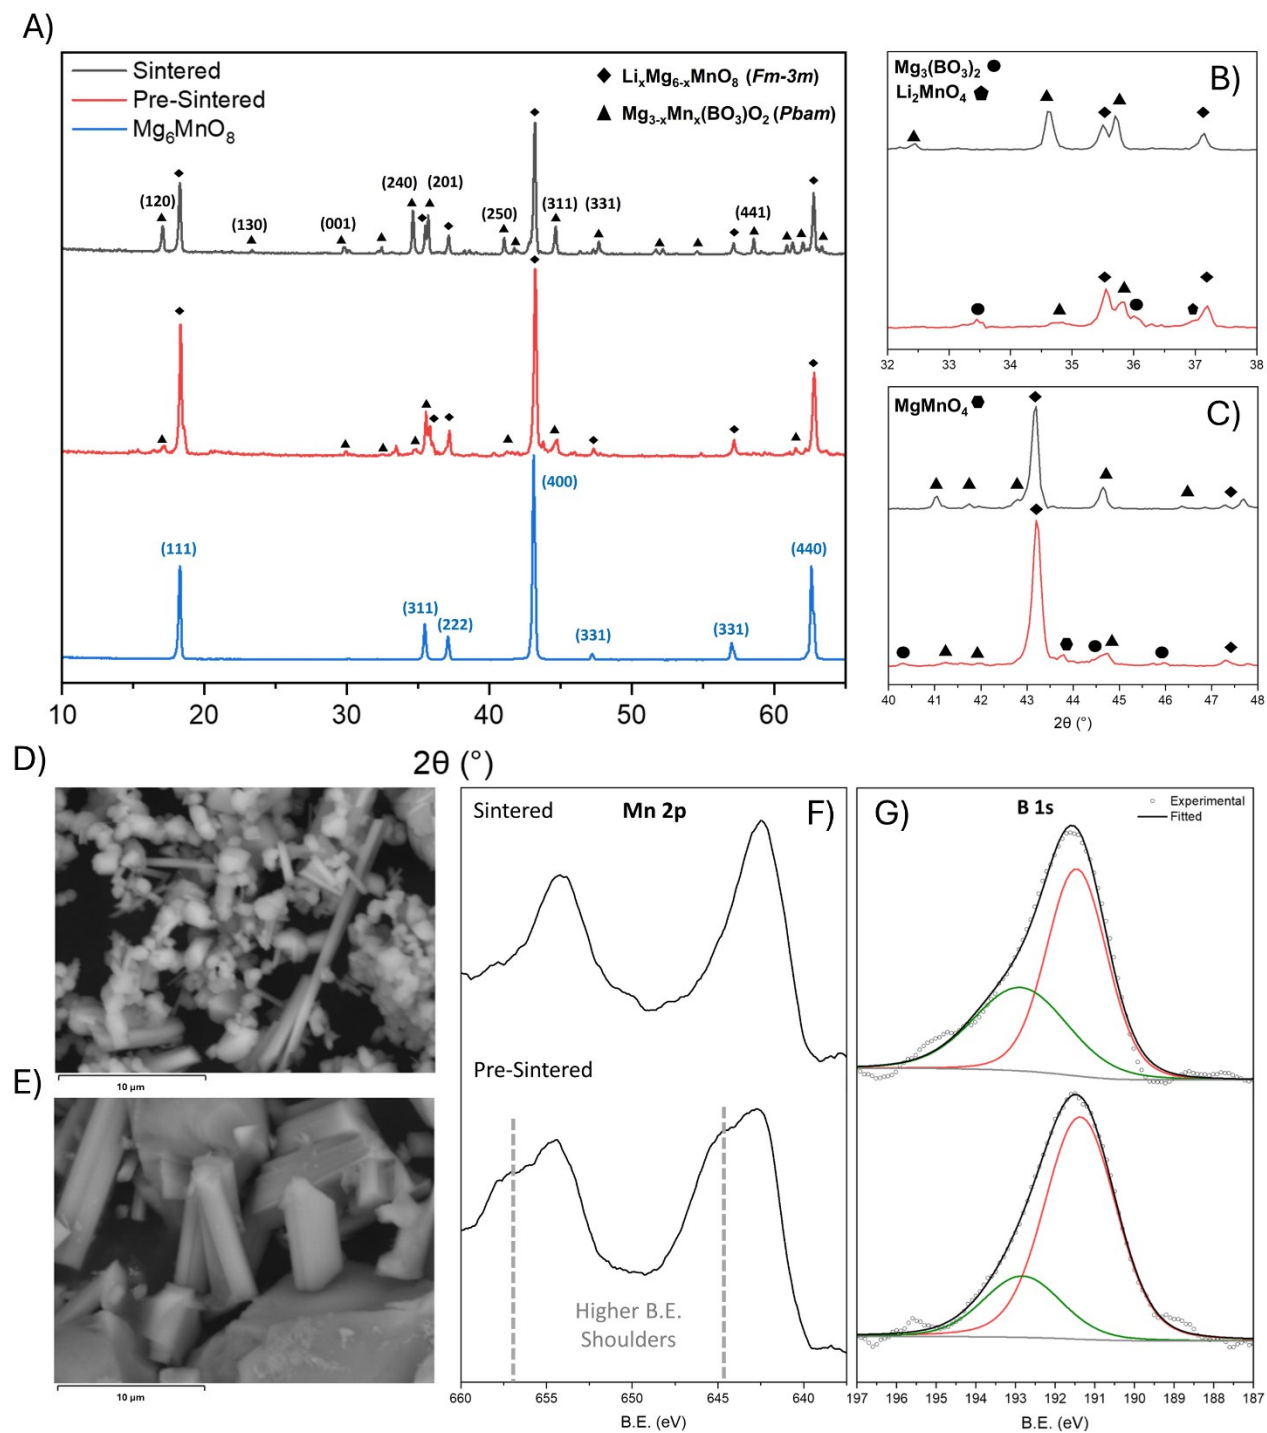 A)
Sintered
Pre-Sintered
Mg6MnO8
◆ LixMg6-xMnO8 (Fm-3m)
▲ Mg3-xMnx(BO3)O2 (Pbam)
(120)
(130)
(001)
(240)
(201)
(250)
(311)
(331)
(441)
(111)
(311)
(222)
(400)
(331)
(331)
(440)
10 20 30 40 50 60
2θ (°)
B)
Mg3(BO3)2 ●
Li2MnO4 ⬟
32 33 34 35 36 37 38
C)
MgMnO4 ⬢
40 41 42 43 44 45 46 47 48
2θ (°)
D)
10 µm
E)
10 µm
F)
Sintered
Mn 2p
Pre-Sintered
Higher B.E.
Shoulders
660 655 650 645 640
B.E. (eV)
G)
B 1s
Experimental
Fitted
197 196 195 194 193 192 191 190 189 188 187
B.E. (eV)